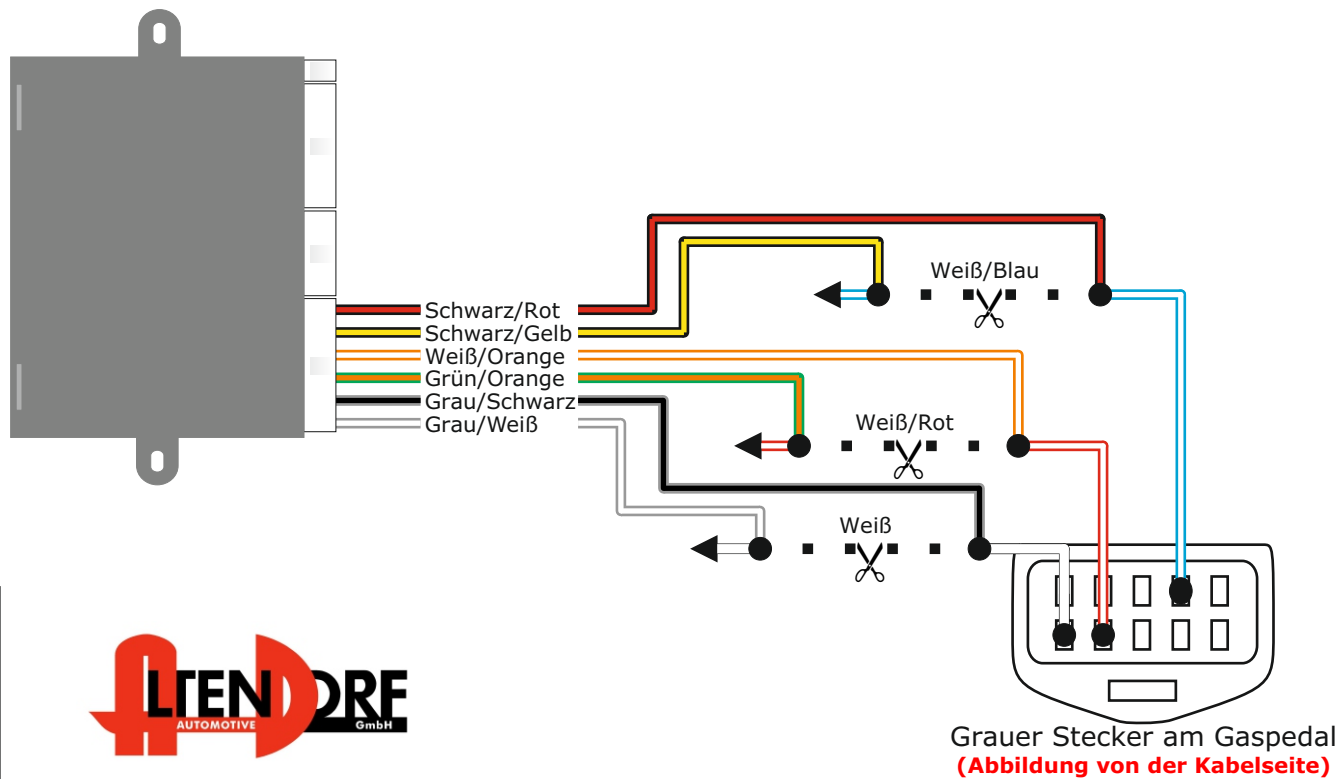 Schwarz/Rot
Schwarz/Gelb
Weiß/Orange
Grün/Orange
Grau/Schwarz
Grau/Weiß
Weiß/Blau
Weiß/Rot
Weiß
ALTENDORF
AUTOMOTIVE GmbH
Grauer Stecker am Gaspedal
(Abbildung von der Kabelseite)